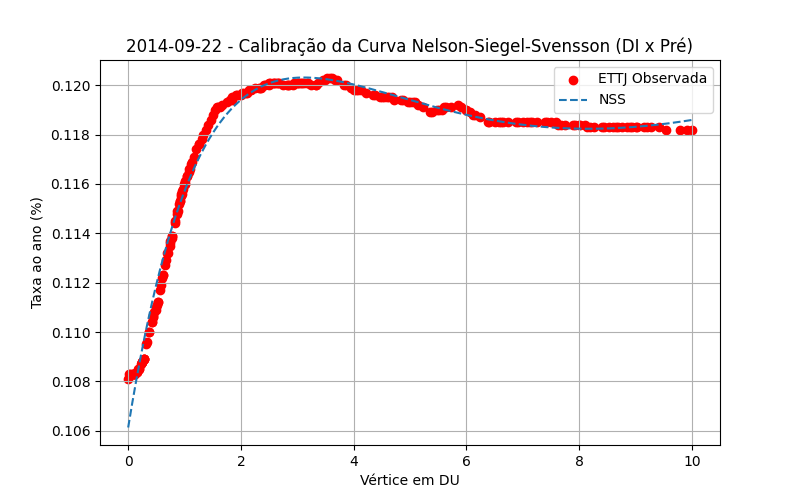 2014-09-22 - Calibração da Curva Nelson-Siegel-Svensson (DI x Pré)
ETTJ Observada
NSS
Taxa ao ano (%)
0.120
0.118
0.116
0.114
0.112
0.110
0.108
0.106
0 2 4 6 8 10
Vértice em DU